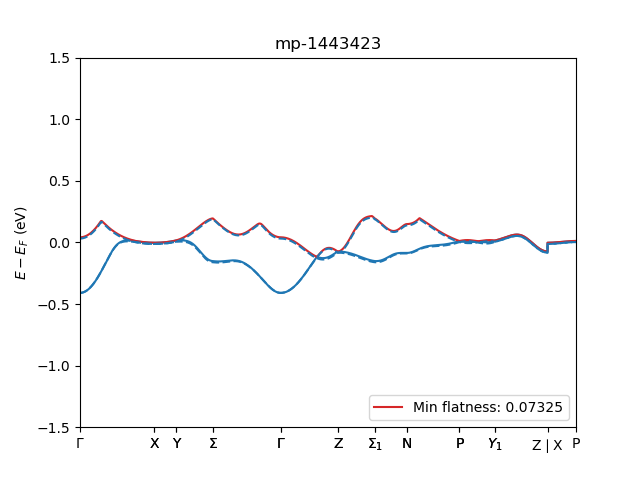 mp-1443423
1.5
1.0
0.5
0.0
−0.5
−1.0
−1.5
E − E_F (eV)
Min flatness: 0.07325
Γ X Y Σ Γ Z Σ₁ N P Y₁ Z | X P